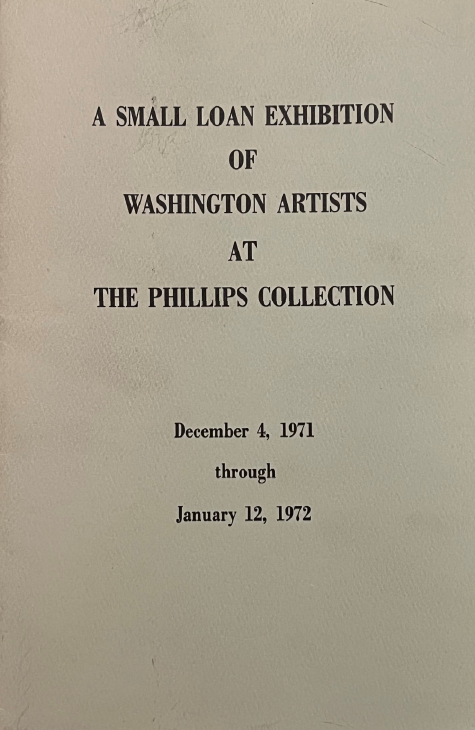 A SMALL LOAN EXHIBITION
OF
WASHINGTON ARTISTS
AT
THE PHILLIPS COLLECTION
December 4, 1971
through
January 12, 1972